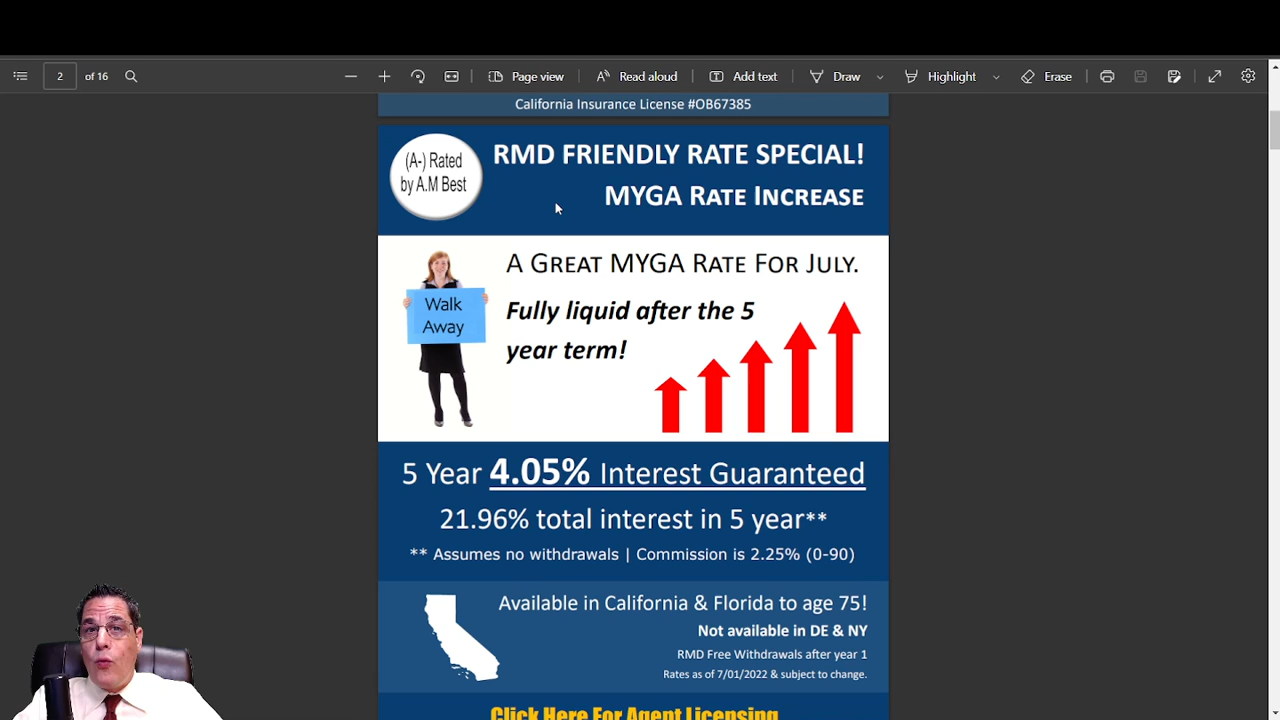 2 of 16 Page view Read aloud Add text Draw Highlight Erase
California Insurance License #OB67385
(A-) Rated
by A.M Best
RMD FRIENDLY RATE SPECIAL!
MYGA RATE INCREASE
A GREAT MYGA RATE FOR JULY.
Walk
Away
Fully liquid after the 5
year term!
5 Year 4.05% Interest Guaranteed
21.96% total interest in 5 year**
** Assumes no withdrawals | Commission is 2.25% (0-90)
Available in California & Florida to age 75!
Not available in DE & NY
RMD Free Withdrawals after year 1
Rates as of 7/01/2022 & subject to change.
Click Here For Agent Licensing